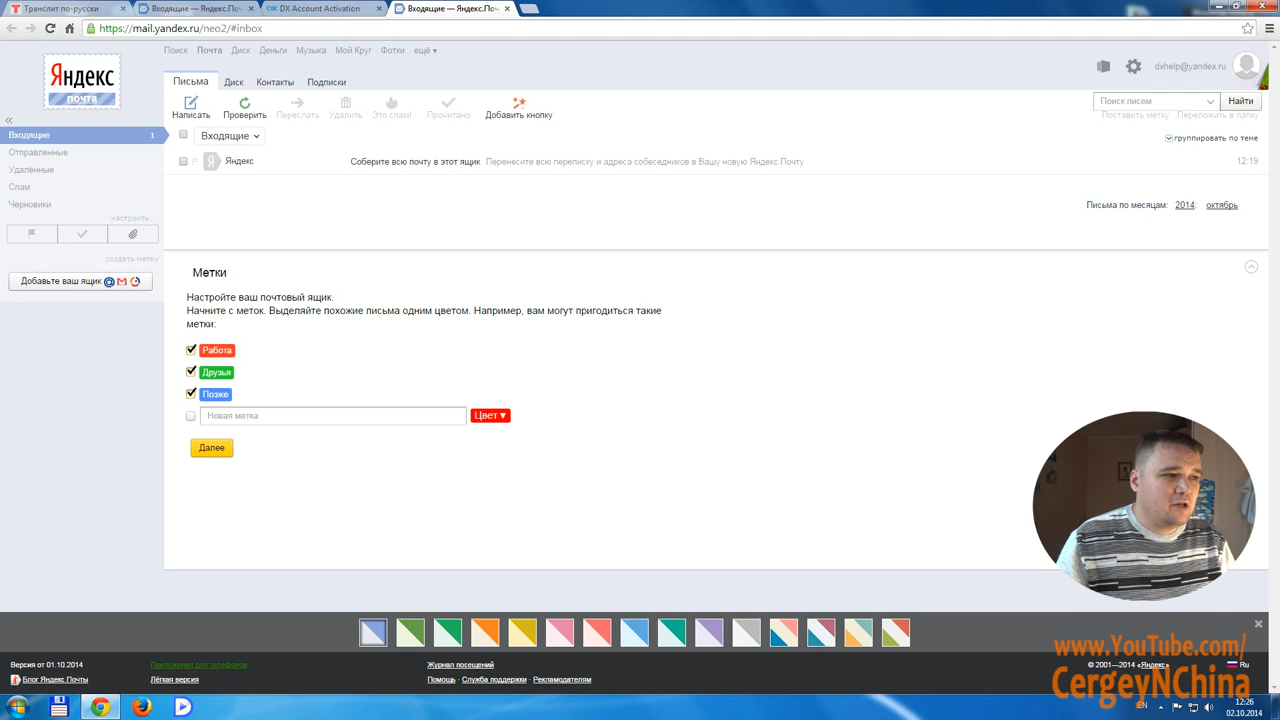 Транслит по-русски
Входящие — Яндекс.Поч
DX Account Activation
Входящие — Яндекс.Поч
https://mail.yandex.ru/neo2/#inbox
Яндекс
почта
Поиск Почта Диск Деньги Музыка Мой Круг Фотки ещё ▾
dxhelp@yandex.ru
Письма Диск Контакты Подписки
Написать Проверить Переслать Удалить Это спам! Прочитано Добавить кнопку
Поиск писем Найти
Поставить метку Переложить в папку
«
Входящие 1
Отправленные
Удалённые
Спам
Черновики
настроить...
создать метку
Добавьте ваш ящик
Входящие
группировать по теме
Я Яндекс Соберите всю почту в этот ящик Перенесите всю переписку и адреса собеседников в Вашу новую Яндекс Почту 12:19
Письма по месяцам: 2014: октябрь
Метки
Настройте ваш почтовый ящик.
Начните с меток. Выделяйте похожие письма одним цветом. Например, вам могут пригодиться такие
метки:
Работа
Друзья
Позже
Новая метка Цвет ▾
Далее
Версия от 01.10.2014
Блог Яндекс.Почты
Приложения для телефонов
Лёгкая версия
Журнал посещений
Помощь · Служба поддержки · Рекламодателям
© 2001—2014 «Яндекс» Ru
www.YouTube.com/
CergeyNChina
EN
12:26
02.10.2014